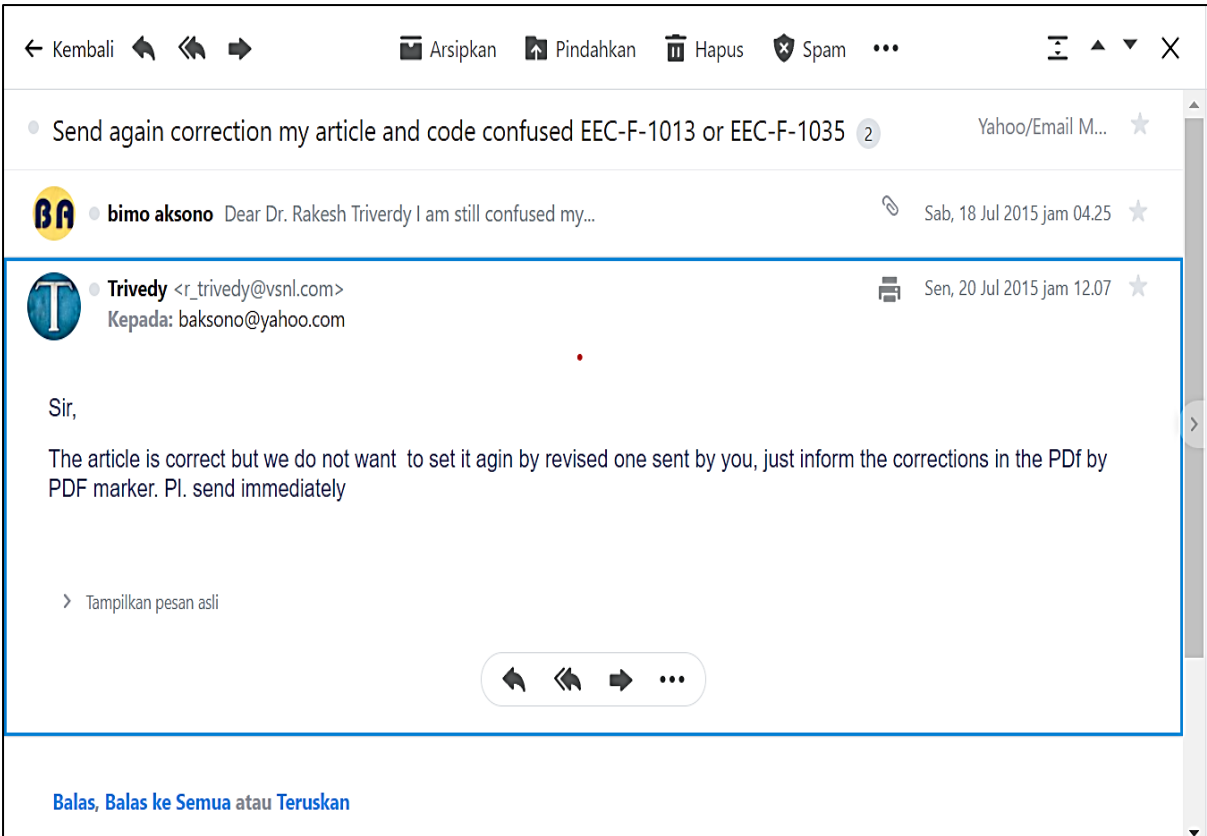 Kembali Arsipkan Pindahkan Hapus Spam
Send again correction my article and code confused EEC-F-1013 or EEC-F-1035 2 Yahoo/Email M...
BA bimo aksono Dear Dr. Rakesh Triverdy I am still confused my... Sab, 18 Jul 2015 jam 04.25
T Trivedy <r_trivedy@vsnl.com> Sen, 20 Jul 2015 jam 12.07
Kepada: baksono@yahoo.com
Sir,
The article is correct but we do not want to set it agin by revised one sent by you, just inform the corrections in the PDf by
PDF marker. Pl. send immediately
Tampilkan pesan asli
Balas, Balas ke Semua atau Teruskan